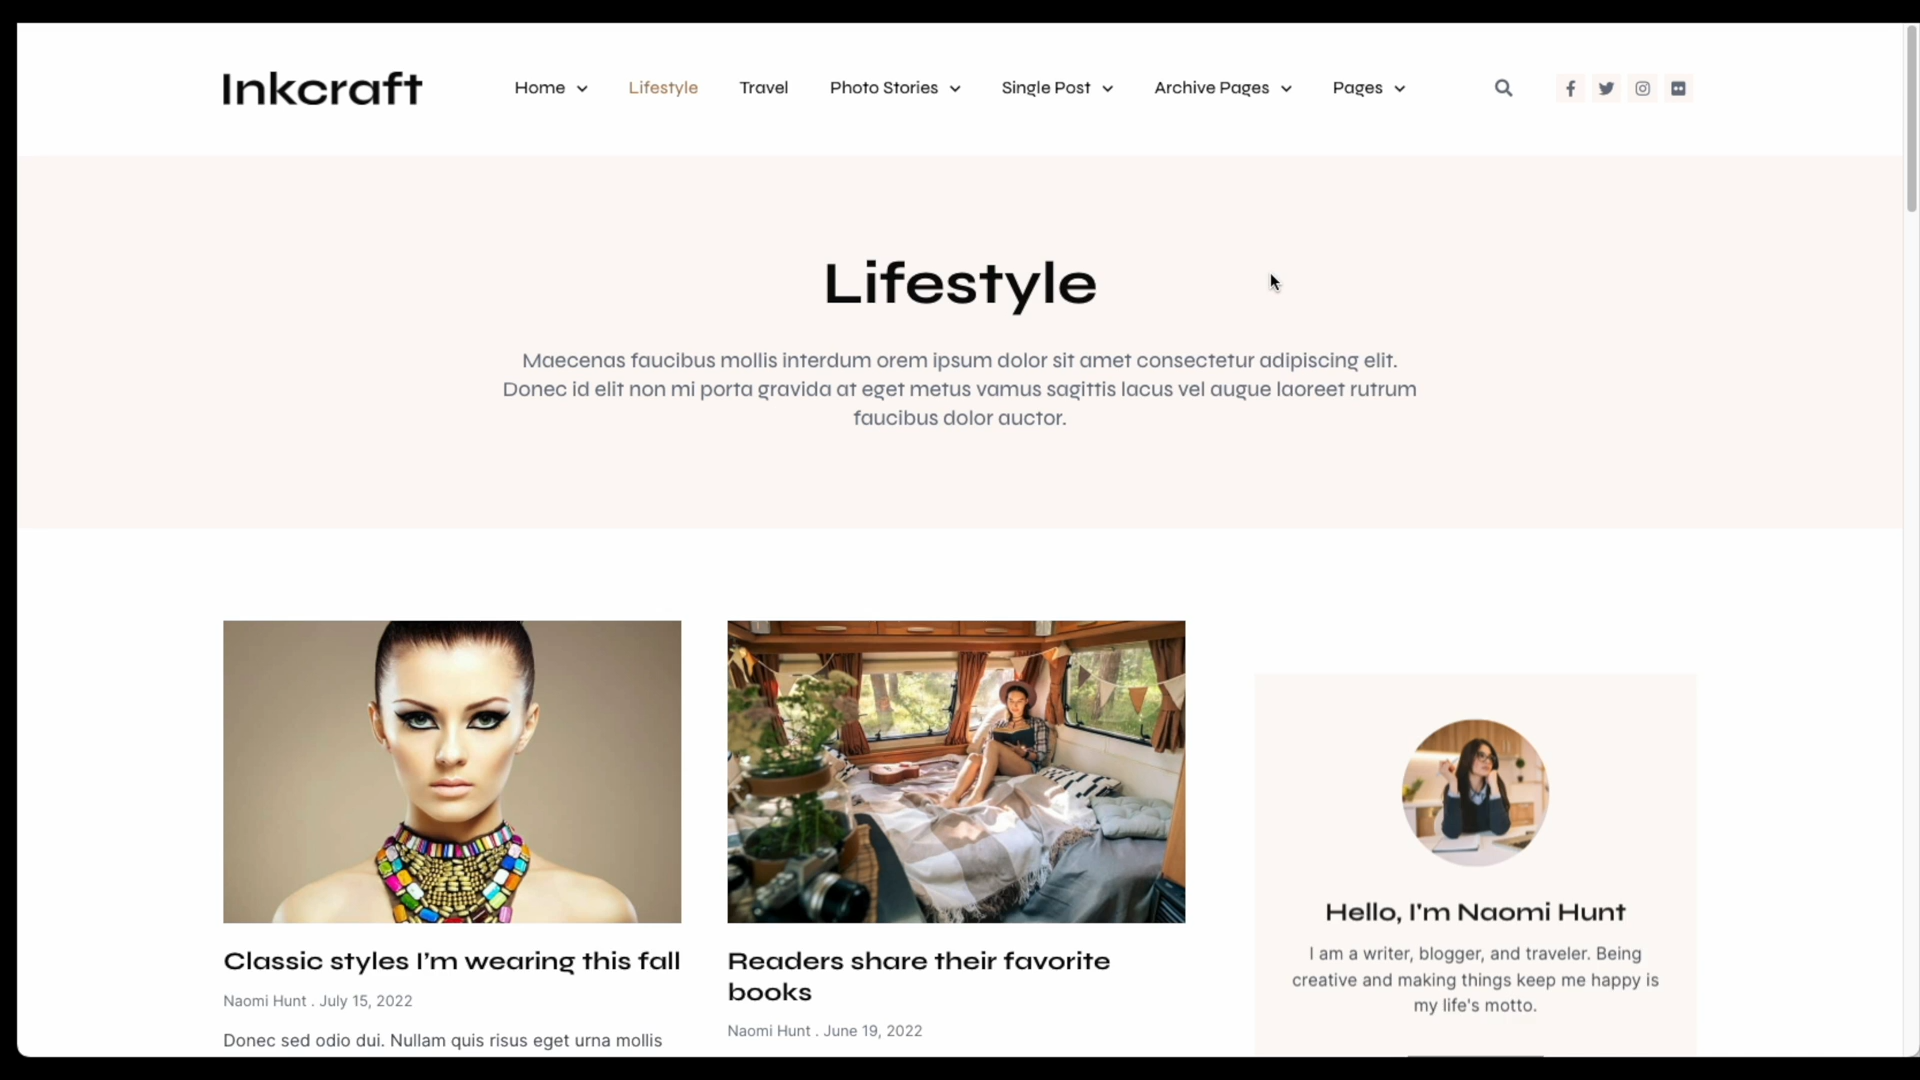 Inkcraft
Home Lifestyle Travel Photo Stories Single Post Archive Pages Pages
Lifestyle
Maecenas faucibus mollis interdum orem ipsum dolor sit amet consectetur adipiscing elit.
Donec id elit non mi porta gravida at eget metus vamus sagittis lacus vel augue laoreet rutrum
faucibus dolor auctor.
Classic styles I’m wearing this fall
Naomi Hunt . July 15, 2022
Donec sed odio dui. Nullam quis risus eget urna mollis
Readers share their favorite
books
Naomi Hunt . June 19, 2022
Hello, I'm Naomi Hunt
I am a writer, blogger, and traveler. Being
creative and making things keep me happy is
my life's motto.